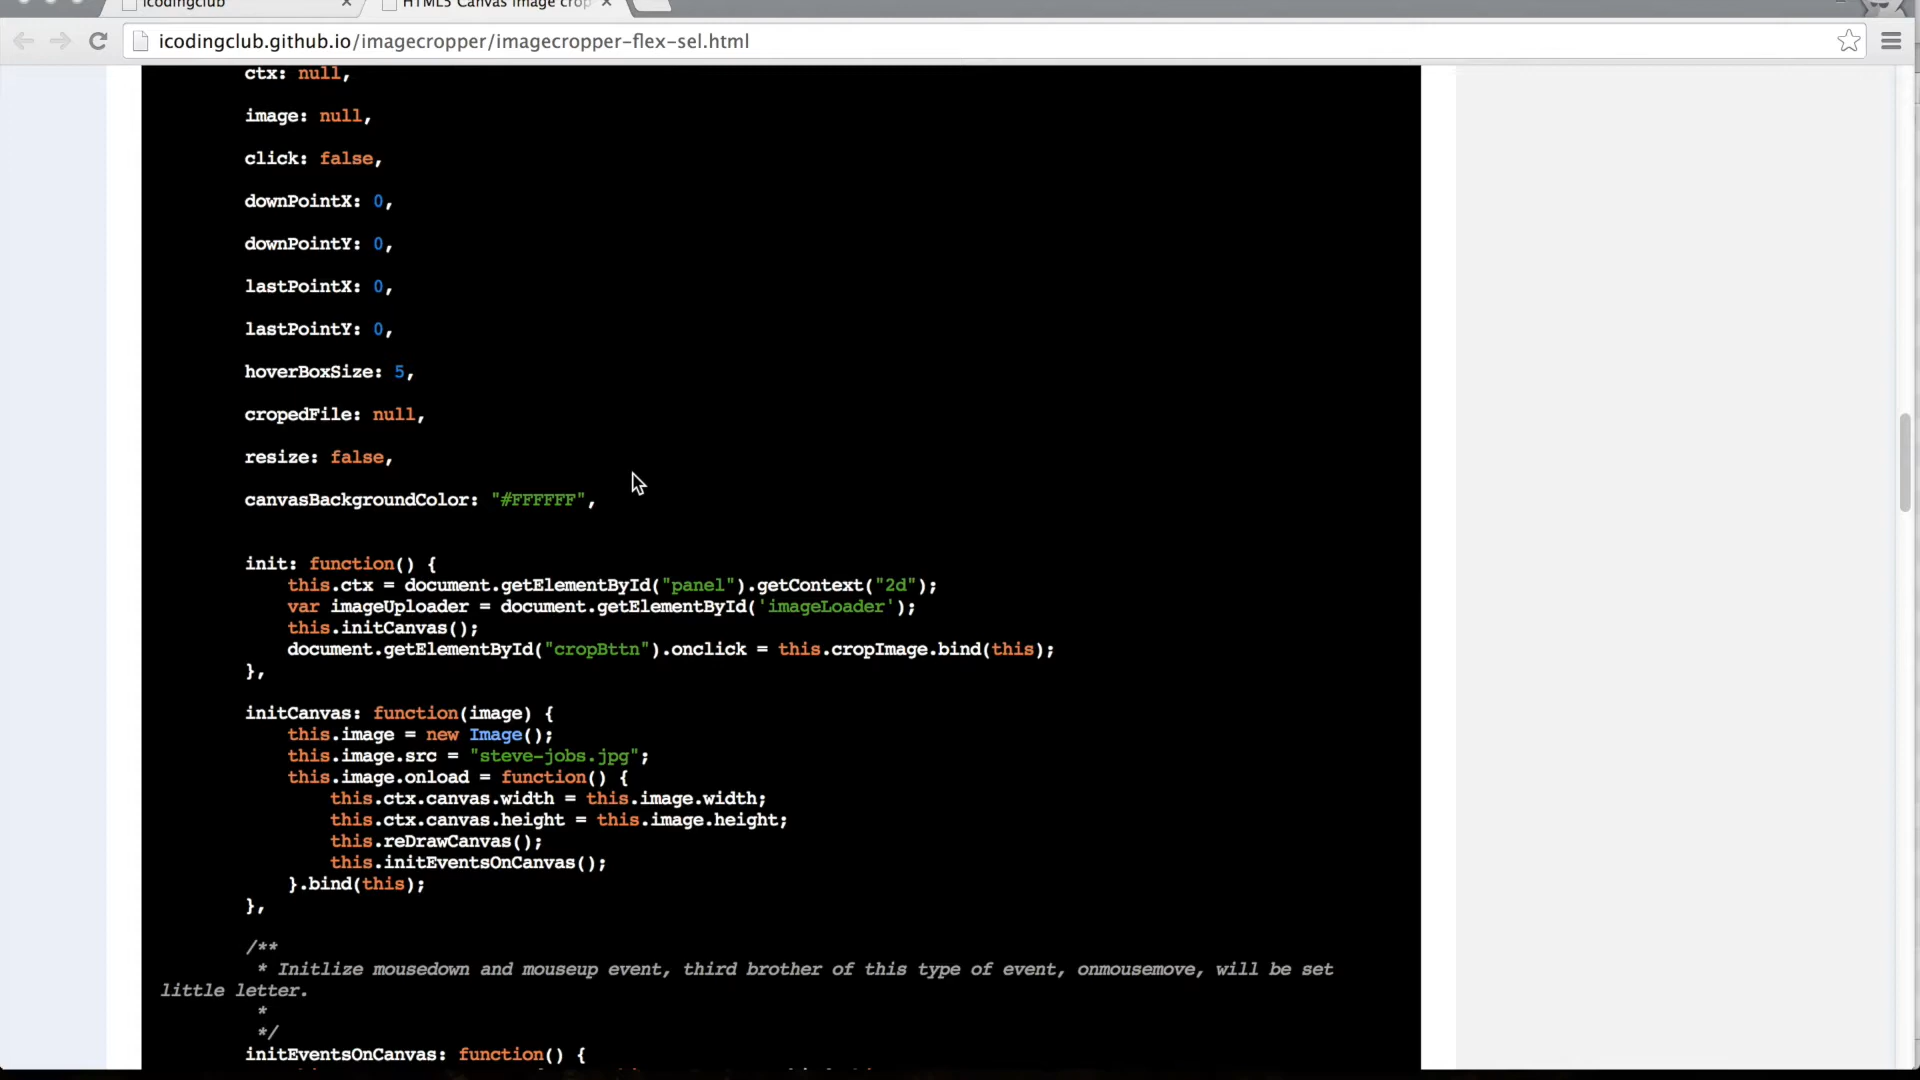 icodingclub
HTML5 Canvas image crop
icodingclub.github.io/imagecropper/imagecropper-flex-sel.html
ctx: null,
image: null,
click: false,
downPointX: 0,
downPointY: 0,
lastPointX: 0,
lastPointY: 0,
hoverBoxSize: 5,
cropedFile: null,
resize: false,
canvasBackgroundColor: "#FFFFFF",
init: function() {
this.ctx = document.getElementById("panel").getContext("2d");
var imageUploader = document.getElementById('imageLoader');
this.initCanvas();
document.getElementById("cropBttn").onclick = this.cropImage.bind(this);
},
initCanvas: function(image) {
this.image = new Image();
this.image.src = "steve-jobs.jpg";
this.image.onload = function() {
this.ctx.canvas.width = this.image.width;
this.ctx.canvas.height = this.image.height;
this.reDrawCanvas();
this.initEventsOnCanvas();
}.bind(this);
},
/**
* Initlize mousedown and mouseup event, third brother of this type of event, onmousemove, will be set
little letter.
*
*/
initEventsOnCanvas: function() {